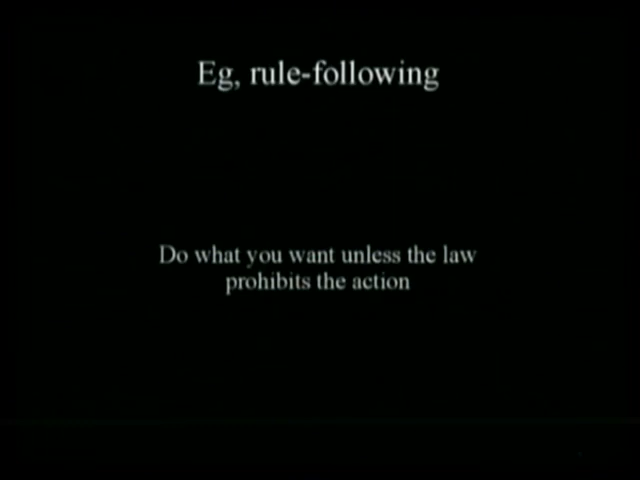 Eg, rule-following
Do what you want unless the law
prohibits the action